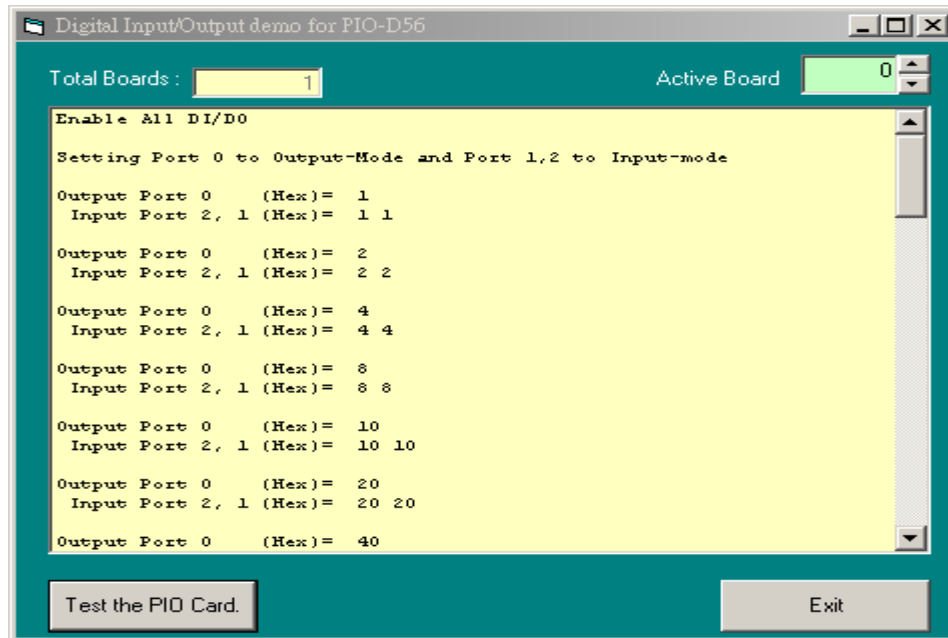 Digital Input/Output demo for PIO-D56
Total Boards : 1
Active Board 0
Enable All DI/DO
Setting Port 0 to Output-Mode and Port 1,2 to Input-mode
Output Port 0 (Hex)= 1
Input Port 2, 1 (Hex)= 1 1
Output Port 0 (Hex)= 2
Input Port 2, 1 (Hex)= 2 2
Output Port 0 (Hex)= 4
Input Port 2, 1 (Hex)= 4 4
Output Port 0 (Hex)= 8
Input Port 2, 1 (Hex)= 8 8
Output Port 0 (Hex)= 10
Input Port 2, 1 (Hex)= 10 10
Output Port 0 (Hex)= 20
Input Port 2, 1 (Hex)= 20 20
Output Port 0 (Hex)= 40
Test the PIO Card.
Exit